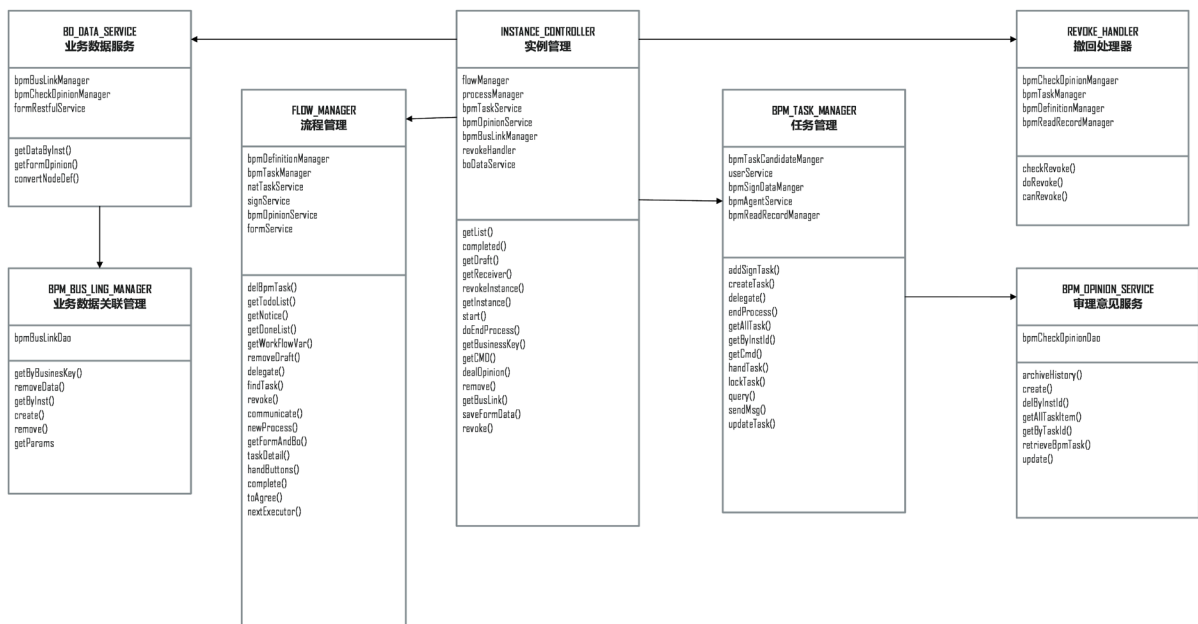 BO_DATA_SERVICE
业务数据服务
bpmBusLinkManager
bpmCheckOpinionManager
formRestfulService
getDataByInst()
getFormOpinion()
convertNodeDef()
BPM_BUS_LING_MANAGER
业务数据关联管理
bpmBusLinkDao
getByBusinesKey()
removeData()
getByInst()
create()
remove()
getParams
FLOW_MANAGER
流程管理
bpmDefinitionManager
bpmTaskManager
natTaskService
signService
bpmOpinionService
formService
delBpmTask()
getTodoList()
getNotice()
getDoneList()
getWorkFlowVar()
removeDraft()
delegate()
findTask()
revoke()
communicate()
newProcess()
getFormAndBo()
taskDetail()
handButtons()
complete()
toAgree()
nextExecutor()
INSTANCE_CONTROLLER
实例管理
flowManager
processManager
bpmTaskService
bpmOpinionService
bpmBusLinkManager
revokeHandler
boDataService
getList()
completed()
getDraft()
getReceiver()
revokeInstance()
getInstance()
start()
doEndProcess()
getBusinessKey()
getCMD()
dealOpinion()
remove()
getBusLink()
saveFormData()
revoke()
BPM_TASK_MANAGER
任务管理
bpmTaskCandidateManger
userService
bpmSignDataManger
bpmAgentService
bpmReadRecordManager
addSignTask()
createTask()
delegate()
endProcess()
getAllTask()
getByInstId()
getCmd()
handTask()
lockTask()
query()
sendMsg()
updateTask()
REVOKE_HANDLER
撤回处理器
bpmCheckOpinionMangaer
bpmTaskManager
bpmDefinitionManager
bpmReadRecordManager
checkRevoke()
doRevoke()
canRevoke()
BPM_OPINION_SERVICE
审理意见服务
bpmCheckOpinionDao
archiveHistory()
create()
delByInstId()
getAllTaskItem()
getByTaskId()
retrieveBpmTask()
update()